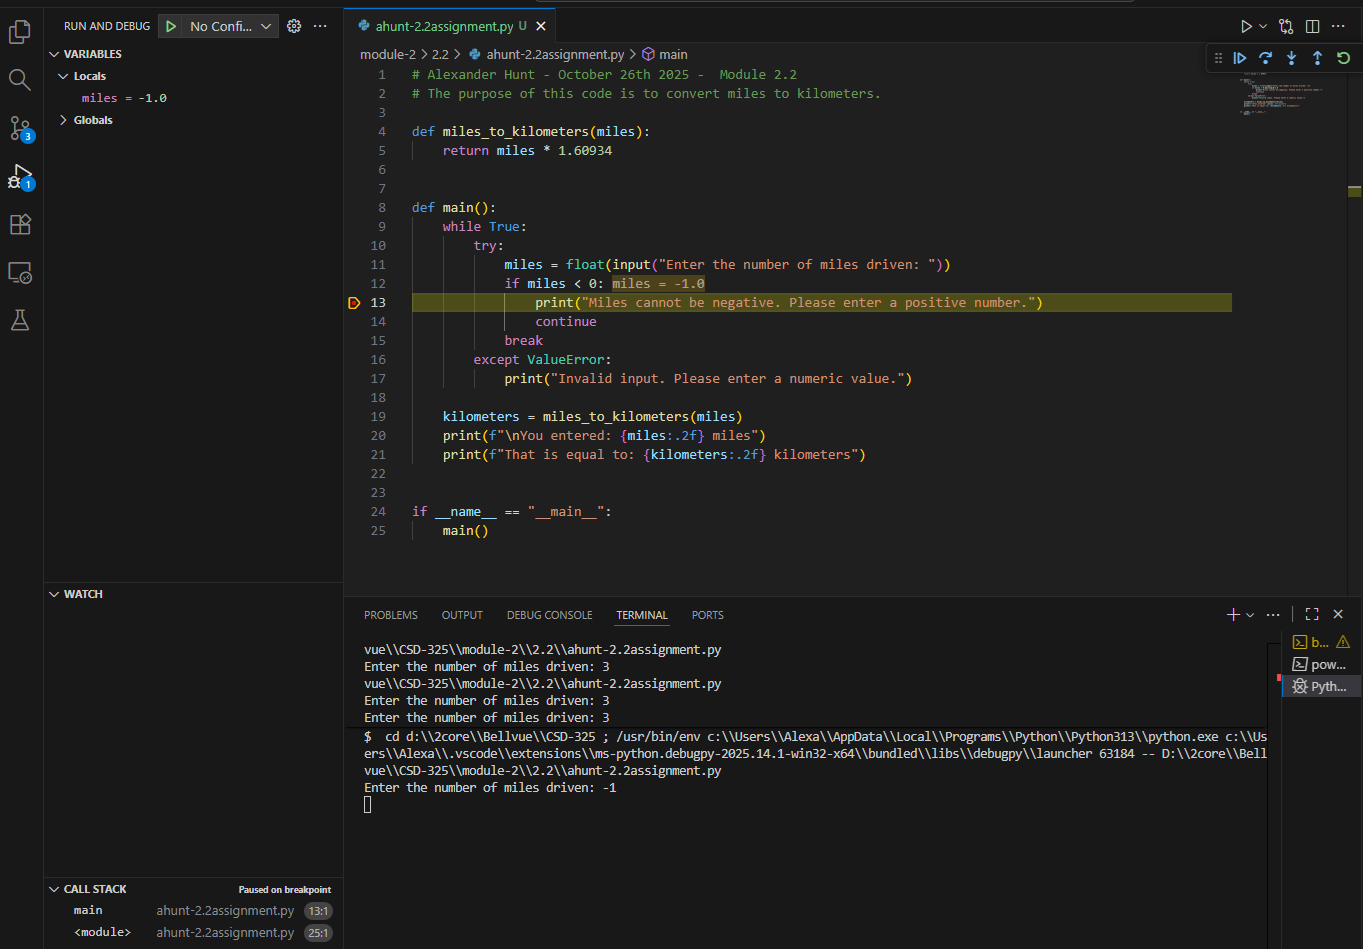 RUN AND DEBUG No Confi...
VARIABLES
Locals
miles = -1.0
Globals
3
1
WATCH
CALL STACK Paused on breakpoint
main ahunt-2.2assignment.py 13:1
<module> ahunt-2.2assignment.py 25:1
ahunt-2.2assignment.py U
module-2 > 2.2 > ahunt-2.2assignment.py > main
1 # Alexander Hunt - October 26th 2025 -  Module 2.2
2 # The purpose of this code is to convert miles to kilometers.
3
4 def miles_to_kilometers(miles):
5     return miles * 1.60934
6
7
8 def main():
9     while True:
10         try:
11             miles = float(input("Enter the number of miles driven: "))
12             if miles < 0: miles = -1.0
13                 print("Miles cannot be negative. Please enter a positive number.")
14                 continue
15             break
16         except ValueError:
17             print("Invalid input. Please enter a numeric value.")
18
19     kilometers = miles_to_kilometers(miles)
20     print(f"\nYou entered: {miles:.2f} miles")
21     print(f"That is equal to: {kilometers:.2f} kilometers")
22
23
24 if __name__ == "__main__":
25     main()
PROBLEMS OUTPUT DEBUG CONSOLE TERMINAL PORTS
vue\\CSD-325\\module-2\\2.2\\ahunt-2.2assignment.py
Enter the number of miles driven: 3
vue\\CSD-325\\module-2\\2.2\\ahunt-2.2assignment.py
Enter the number of miles driven: 3
Enter the number of miles driven: 3
$  cd d:\\2core\\Bellvue\\CSD-325 ; /usr/bin/env c:\\Users\\Alexa\\AppData\\Local\\Programs\\Python\\Python313\\python.exe c:\\Us
ers\\Alexa\\.vscode\\extensions\\ms-python.debugpy-2025.14.1-win32-x64\\bundled\\libs\\debugpy\\launcher 63184 -- D:\\2core\\Bell
vue\\CSD-325\\module-2\\2.2\\ahunt-2.2assignment.py
Enter the number of miles driven: -1
b...
pow...
Pyth...